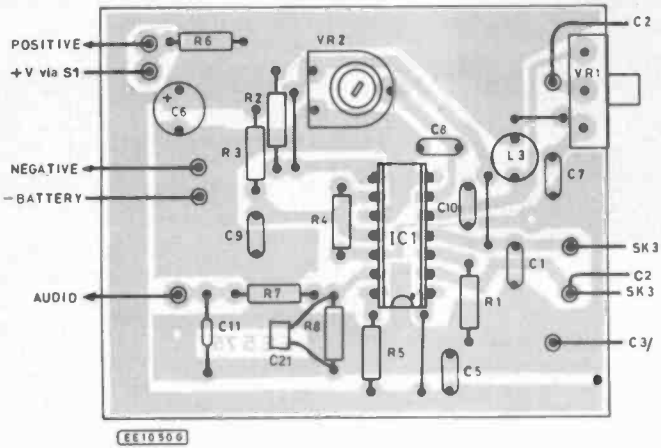 POSITIVE
+V via S1
NEGATIVE
-BATTERY
AUDIO
R6
VR2
C2
VR1
+
C6
R2
R3
C8
L3
C7
R4
C10
IC1
C9
C1
SK3
C2
SK3
R7
R1
C11
R8
C21
R5
C5
C3/
EE1050G